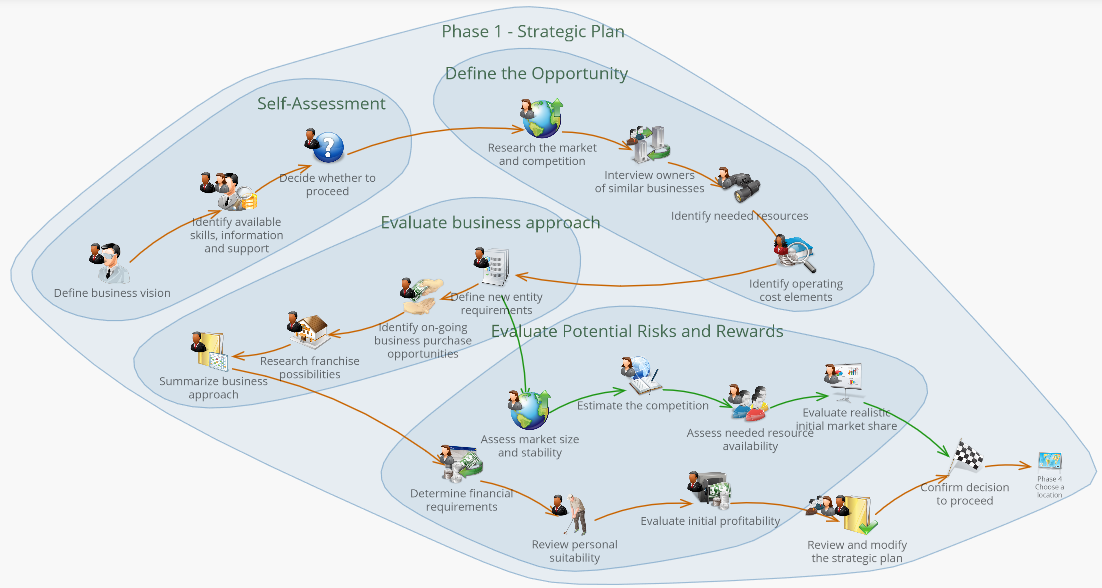 Phase 1 - Strategic Plan
Define the Opportunity
Self-Assessment
Research the market
and competition
Interview owners
of similar businesses
Decide whether to
proceed
Identify needed resources
Identify available
skills, information
and support
Evaluate business approach
Define business vision
Identify operating
cost elements
Define new entity
requirements
Identify on-going
business purchase
opportunities
Evaluate Potential Risks and Rewards
Research franchise
possibilities
Summarize business
approach
Estimate the competition
Evaluate realistic
initial market share
Assess market size
and stability
Assess needed resource
availability
Determine financial
requirements
Confirm decision
to proceed
Phase 4
Choose a
location
Evaluate initial profitability
Review personal
suitability
Review and modify
the strategic plan